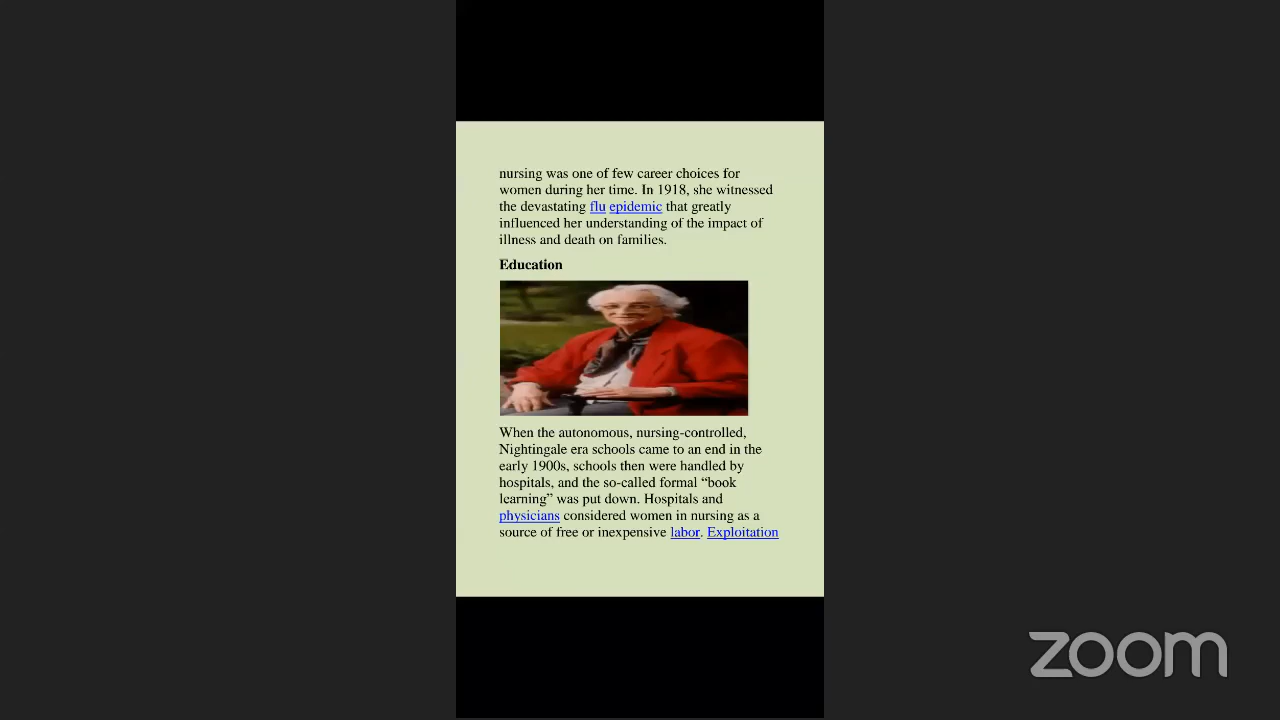 nursing was one of few career choices for
women during her time. In 1918, she witnessed
the devastating flu epidemic that greatly
influenced her understanding of the impact of
illness and death on families.
Education
When the autonomous, nursing-controlled,
Nightingale era schools came to an end in the
early 1900s, schools then were handled by
hospitals, and the so-called formal “book
learning” was put down. Hospitals and
physicians considered women in nursing as a
source of free or inexpensive labor. Exploitation
zoom